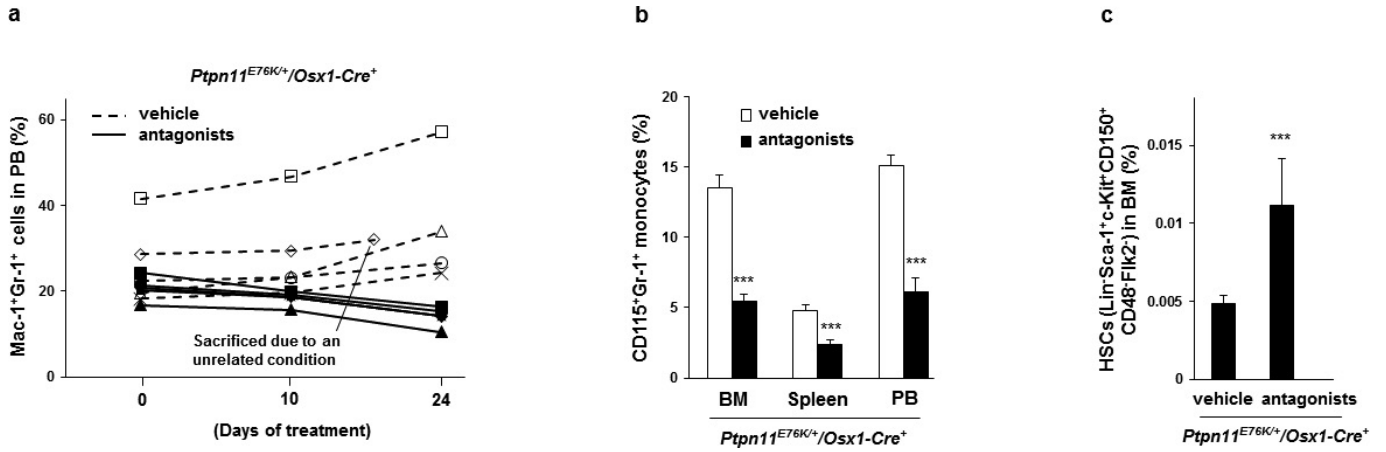 a
Ptpn11E76K/+/Osx1-Cre+
Mac-1+Gr-1+ cells in PB (%)
60
40
20
0
vehicle
antagonists
Sacrificed due to an
unrelated condition
0 10 24
(Days of treatment)
b
CD115+Gr-1+ monocytes (%)
20
15
10
5
0
vehicle
antagonists
***
***
***
BM Spleen PB
Ptpn11E76K/+/Osx1-Cre+
c
HSCs (Lin-Sca-1+c-Kit+CD150+
CD48-Flk2-) in BM (%)
0.015
0.01
0.005
0
***
vehicle antagonists
Ptpn11E76K/+/Osx1-Cre+